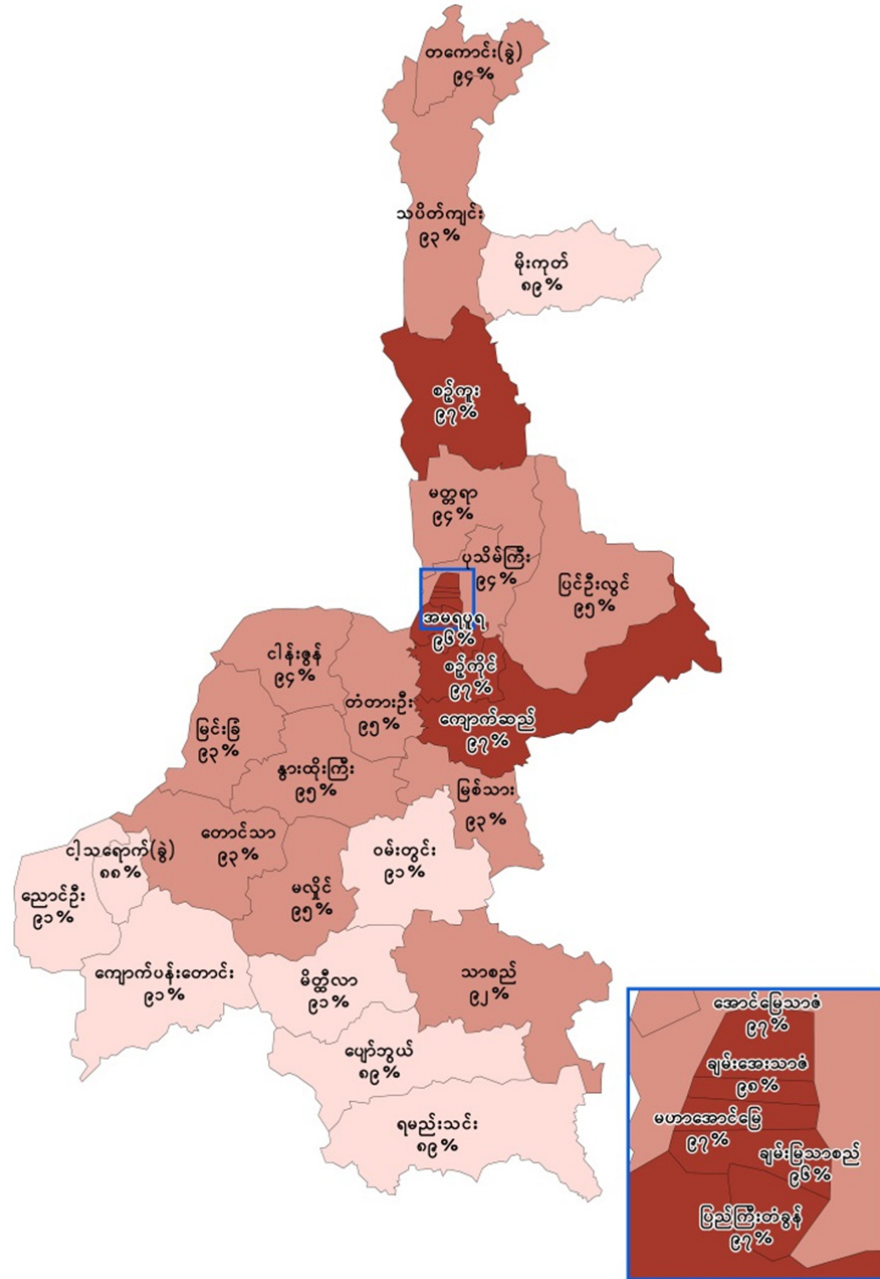 တကောင်း(ခွဲ)
၉၄%
သပိတ်ကျင်း
၉၃%
မိုးကုတ်
၈၉%
စဉ့်ကူး
၉၇%
မတ္တရာ
၉၄%
ပုသိမ်ကြီး
၉၄%
ပြင်ဦးလွင်
၉၅%
အမရပူရ
၉၆%
စဉ့်ကိုင်
၉၇%
ငါန်းဇွန်
၉၄%
တံတားဦး
၉၅%
ကျောက်ဆည်
၉၇%
မြင်းခြံ
၉၃%
နွားထိုးကြီး
၉၅%
မြစ်သား
၉၃%
တောင်သာ
၉၃%
ငါ့သရောက်(ခွဲ)
၈၈%
ဝမ်းတွင်း
၉၁%
ညောင်ဦး
၉၁%
မလှိုင်
၉၅%
ကျောက်ပန်းတောင်း
၉၁%
မိတ္ထီလာ
၉၁%
သာစည်
၉၂%
ပျော်ဘွယ်
၈၉%
ရမည်းသင်း
၈၉%
အောင်မြေသာဇံ
၉၇%
ချမ်းအေးသာဇံ
၉၈%
မဟာအောင်မြေ
၉၇%
ချမ်းမြသာစည်
၉၆%
ပြည်ကြီးတံခွန်
၉၇%